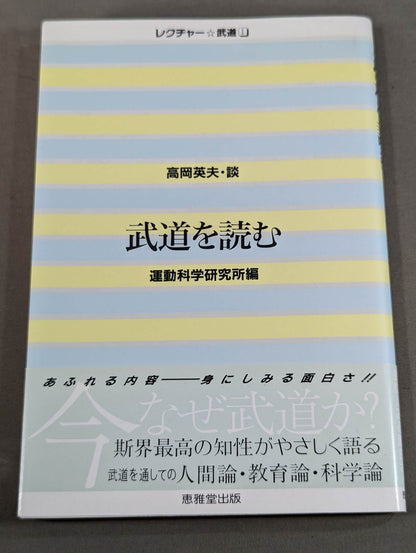 レクチャー☆武道1
高岡英夫・談
武道を読む
運動科学研究所編
あふれる内容──身にしみる面白さ!!
今なぜ武道か?
斯界最高の知性がやさしく語る
武道を通しての人間論・教育論・科学論
恵雅堂出版